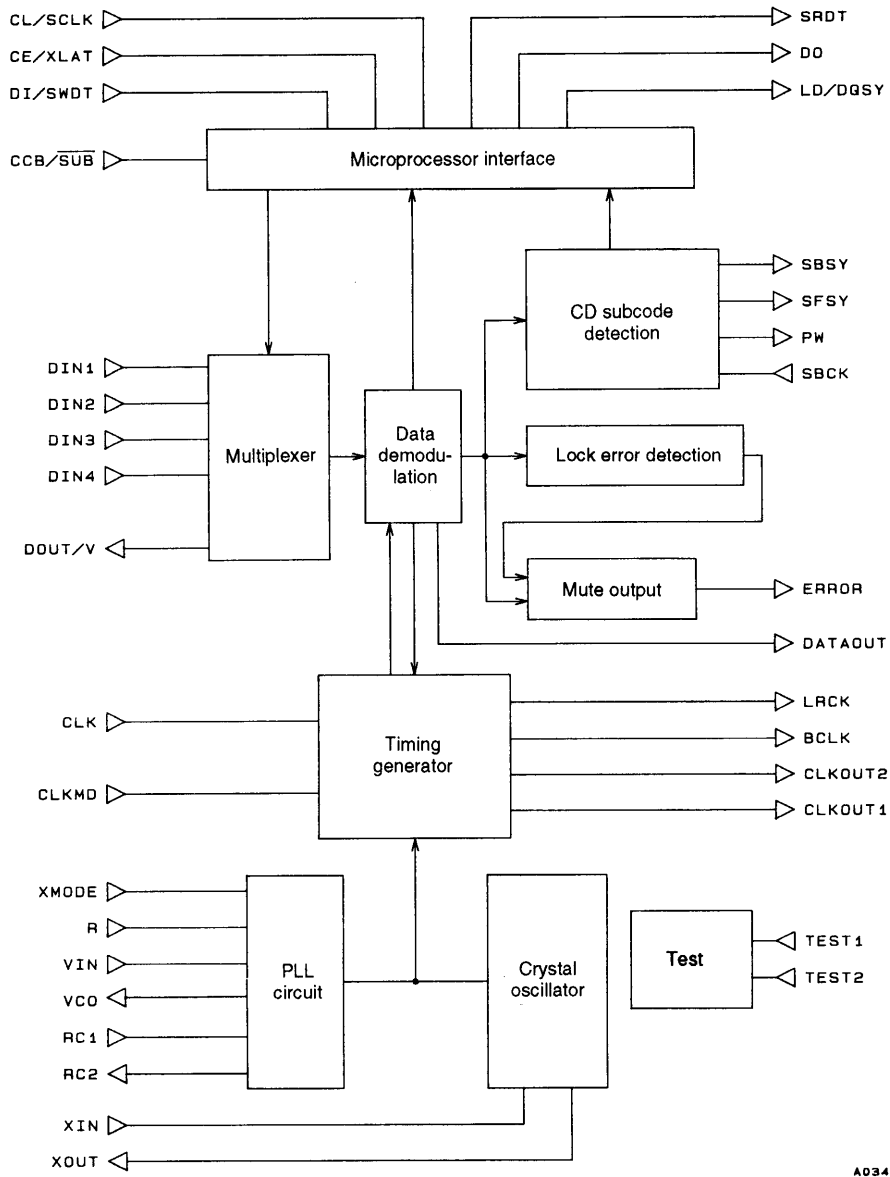 CL/SCLK
SRDT
CE/XLAT
DO
DI/SWDT
LD/DQSY
CCB/SUB
Microprocessor interface
SBSY
SFSY
CD subcode
detection
PW
SBCK
DIN1
DIN2
DIN3
DIN4
DOUT/V
Multiplexer
Data
demodu-
lation
Lock error detection
Mute output
ERROR
DATAOUT
CLK
CLKMD
Timing
generator
LRCK
BCLK
CLKOUT2
CLKOUT1
XMODE
R
VIN
VCO
RC1
RC2
PLL
circuit
Crystal
oscillator
Test
TEST1
TEST2
XIN
XOUT
A034